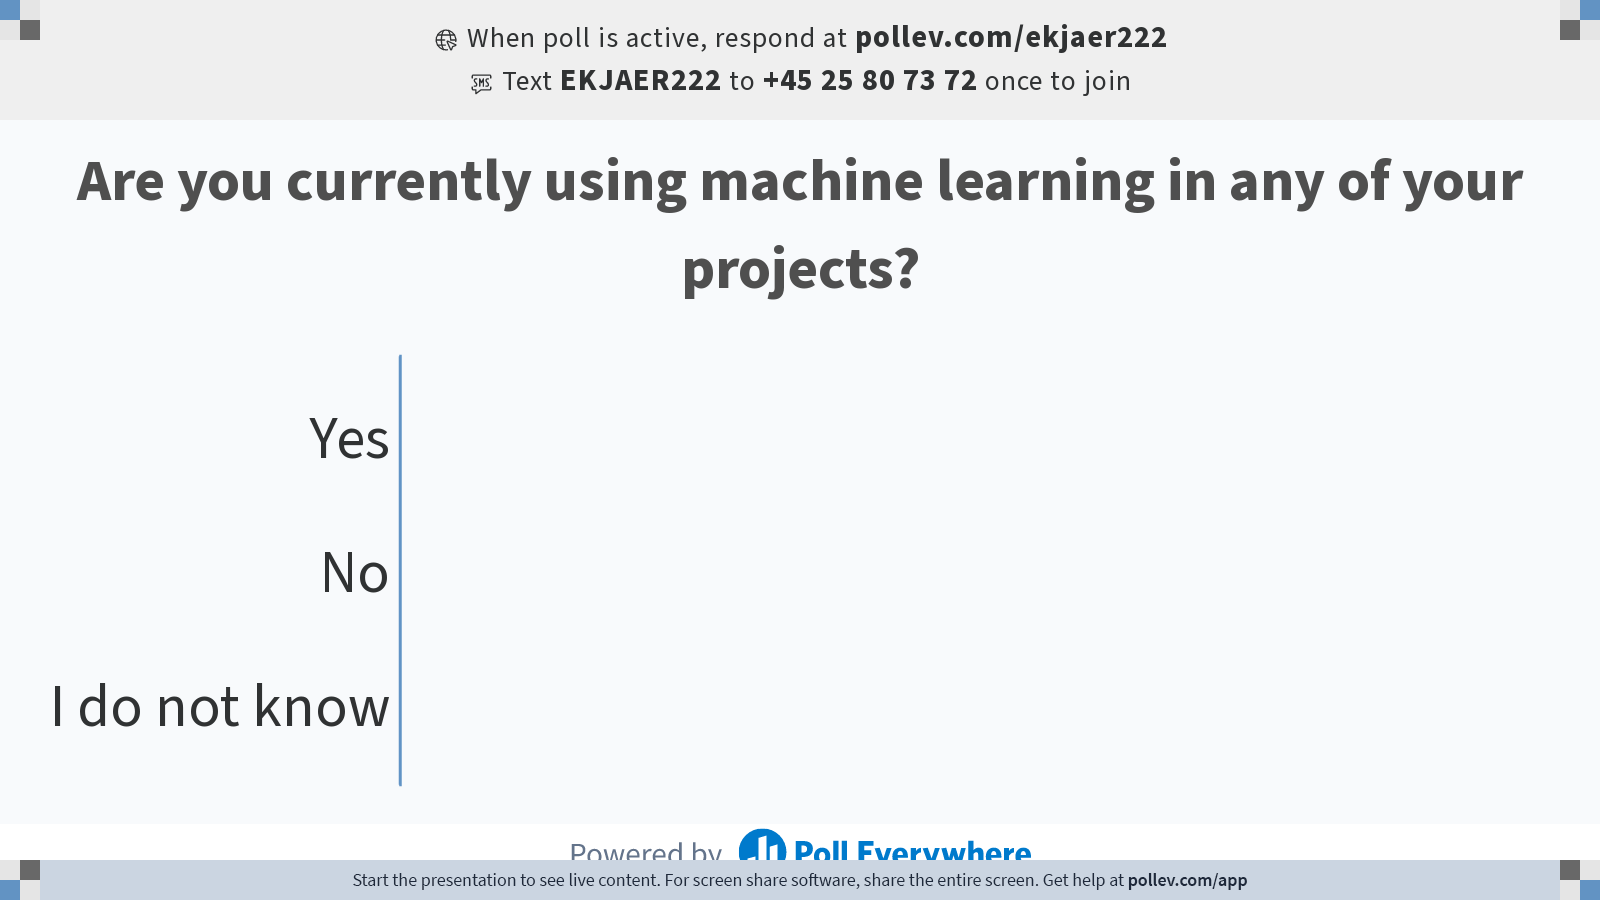 When poll is active, respond at pollev.com/ekjaer222
SMS Text EKJAER222 to +45 25 80 73 72 once to join
Are you currently using machine learning in any of your
projects?
Yes
No
I do not know
Powered by Poll Everywhere
Start the presentation to see live content. For screen share software, share the entire screen. Get help at pollev.com/app